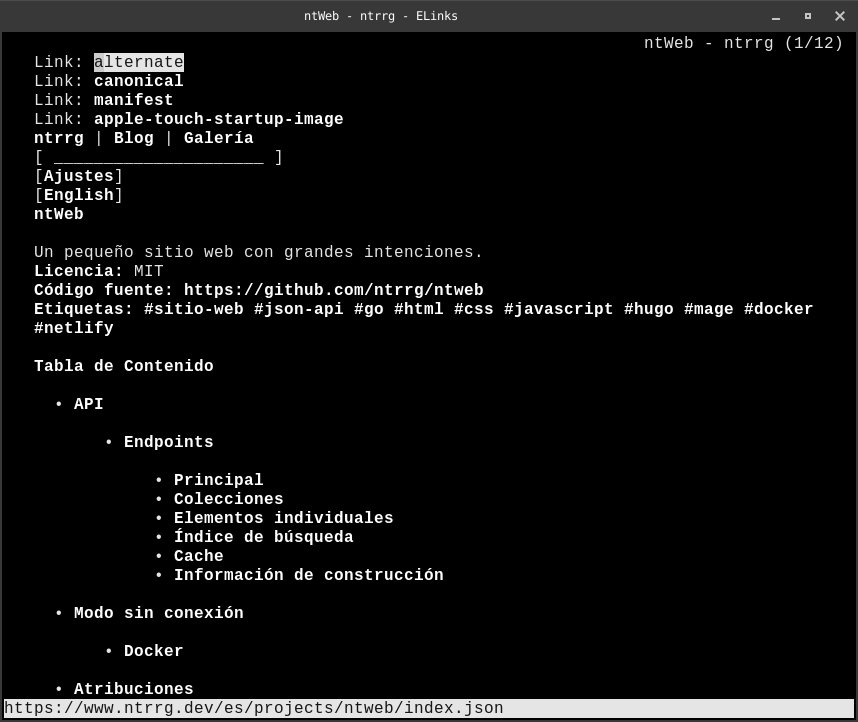 ntWeb - ntrrg - ELinks
ntWeb - ntrrg (1/12)
Link: alternate
Link: canonical
Link: manifest
Link: apple-touch-startup-image
ntrrg | Blog | Galería
[ _____________________ ]
[Ajustes]
[English]
ntWeb
Un pequeño sitio web con grandes intenciones.
Licencia: MIT
Código fuente: https://github.com/ntrrg/ntweb
Etiquetas: #sitio-web #json-api #go #html #css #javascript #hugo #mage #docker
#netlify
Tabla de Contenido
• API
• Endpoints
• Principal
• Colecciones
• Elementos individuales
• Índice de búsqueda
• Cache
• Información de construcción
• Modo sin conexión
• Docker
• Atribuciones
https://www.ntrrg.dev/es/projects/ntweb/index.json